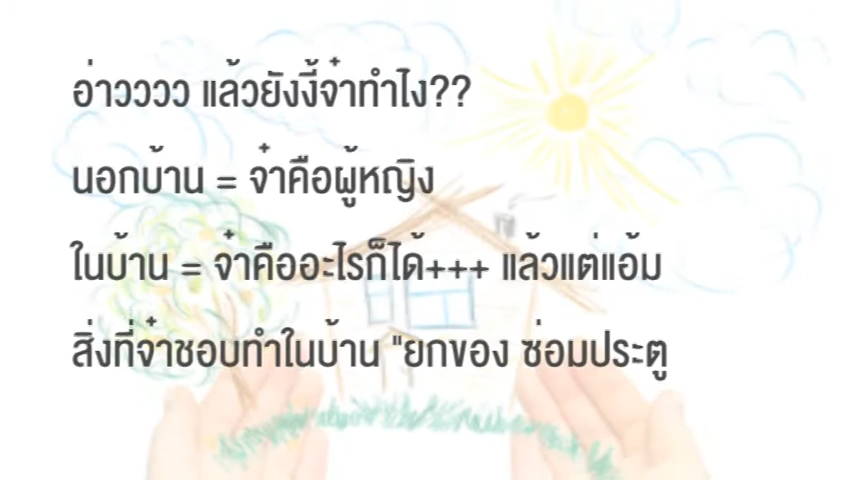 อ่าวววว แล้วยังงี้จ๋าทำไง??
นอกบ้าน = จ๋าคือผู้หญิง
ในบ้าน = จ๋าคืออะไรก็ได้+++ แล้วแต่แอ้ม
สิ่งที่จ๋าชอบทำในบ้าน "ยกของ ซ่อมประตู